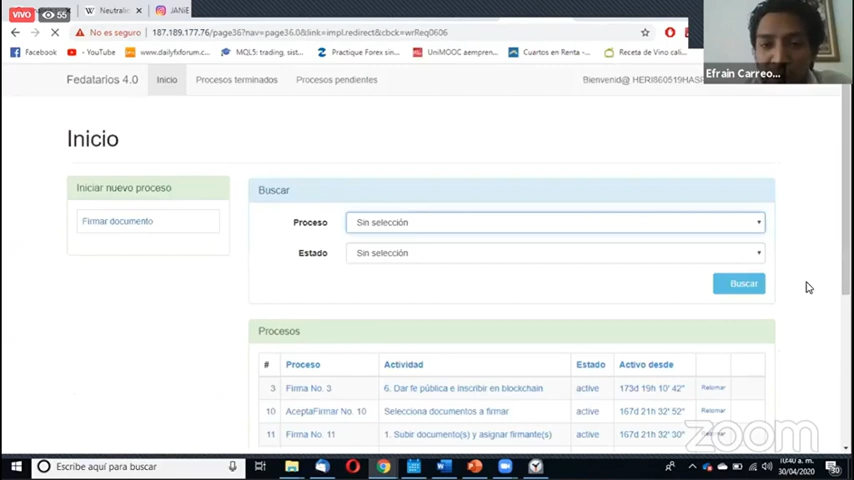 VIVO 55
Neutralic
JANiE
No es seguro 187.189.177.76/page36?nav=page36.0&link=impl.redirect&cbck=wrReq0606
Facebook - YouTube www.dailyfxforum.c... MQL5: trading, sist... Practique Forex sin... UniMOOC aempren... Cuartos en Renta -... Receta de Vino cali
Efrain Carreo...
Fedatarios 4.0 Inicio Procesos terminados Procesos pendientes Bienvenid@ HERI860519HASR
Inicio
Iniciar nuevo proceso
Firmar documento
Buscar
Proceso Sin selección
Estado Sin selección
Buscar
Procesos
# Proceso Actividad Estado Activo desde
3 Firma No. 3 6. Dar fe pública e inscribir en blockchain active 173d 19h 10' 42" Retomar
10 AceptaFirmar No. 10 Selecciona documentos a firmar active 167d 21h 32' 52" Retomar
11 Firma No. 11 1. Subir documento(s) y asignar firmante(s) active 167d 21h 32' 30" Retomar
zoom
Escribe aquí para buscar
10:40 a. m.
30/04/2020
30